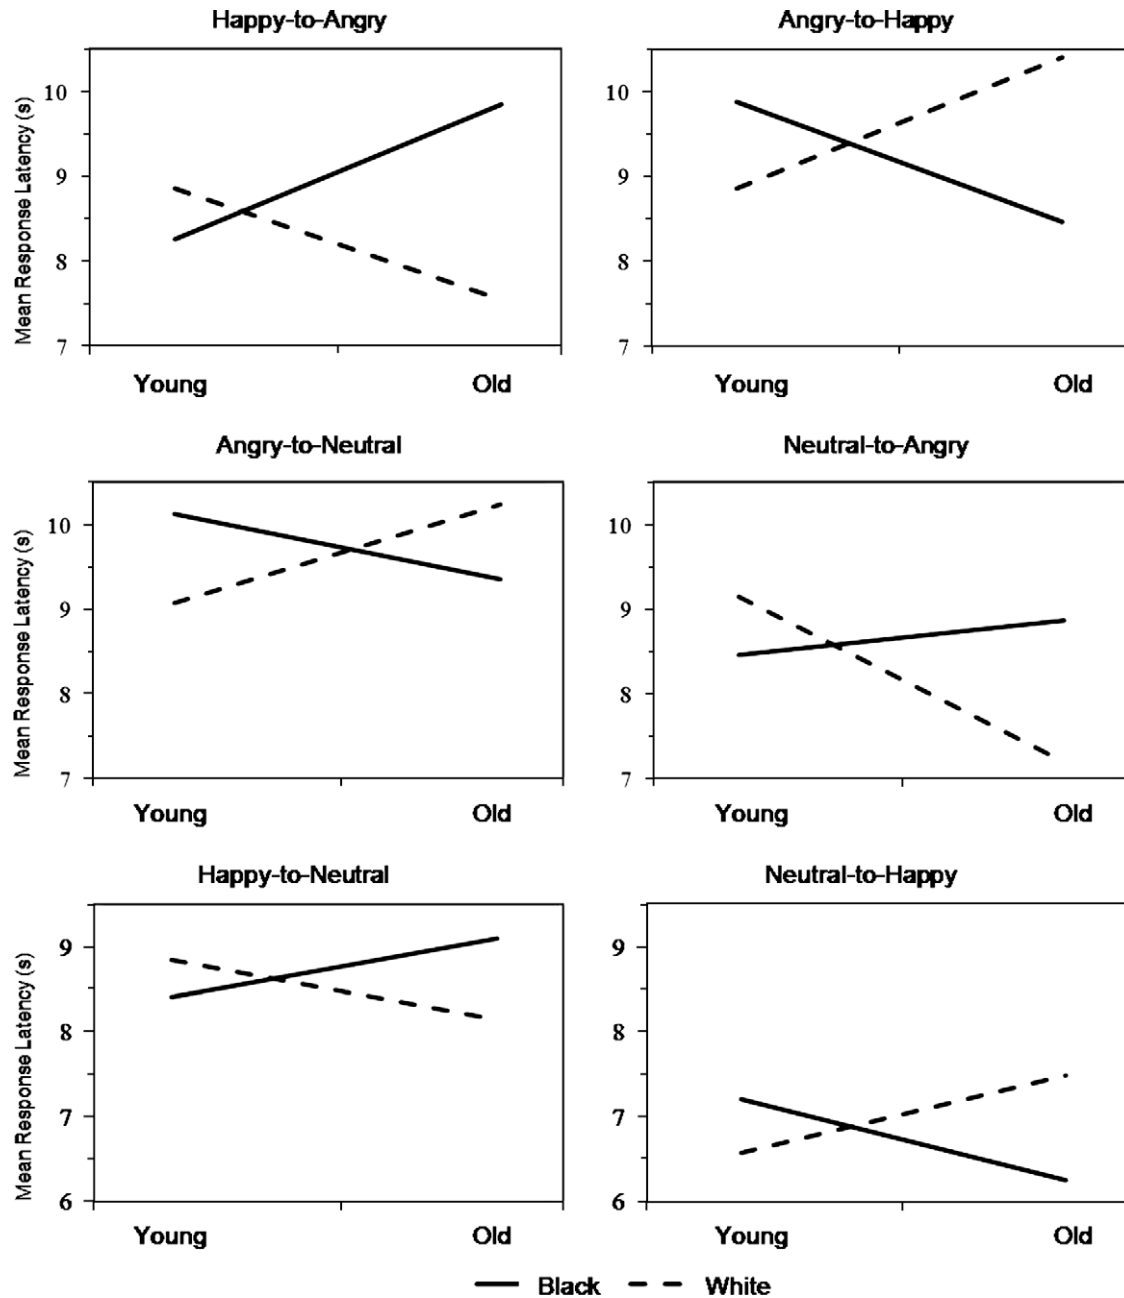 Happy-to-Angry
Angry-to-Happy
Mean Response Latency (s)
10
9
8
7
Young
Old
10
9
8
7
Young
Old
Angry-to-Neutral
Neutral-to-Angry
Mean Response Latency (s)
10
9
8
7
Young
Old
10
9
8
7
Young
Old
Happy-to-Neutral
Neutral-to-Happy
Mean Response Latency (s)
9
8
7
6
Young
Old
9
8
7
6
Young
Old
Black White